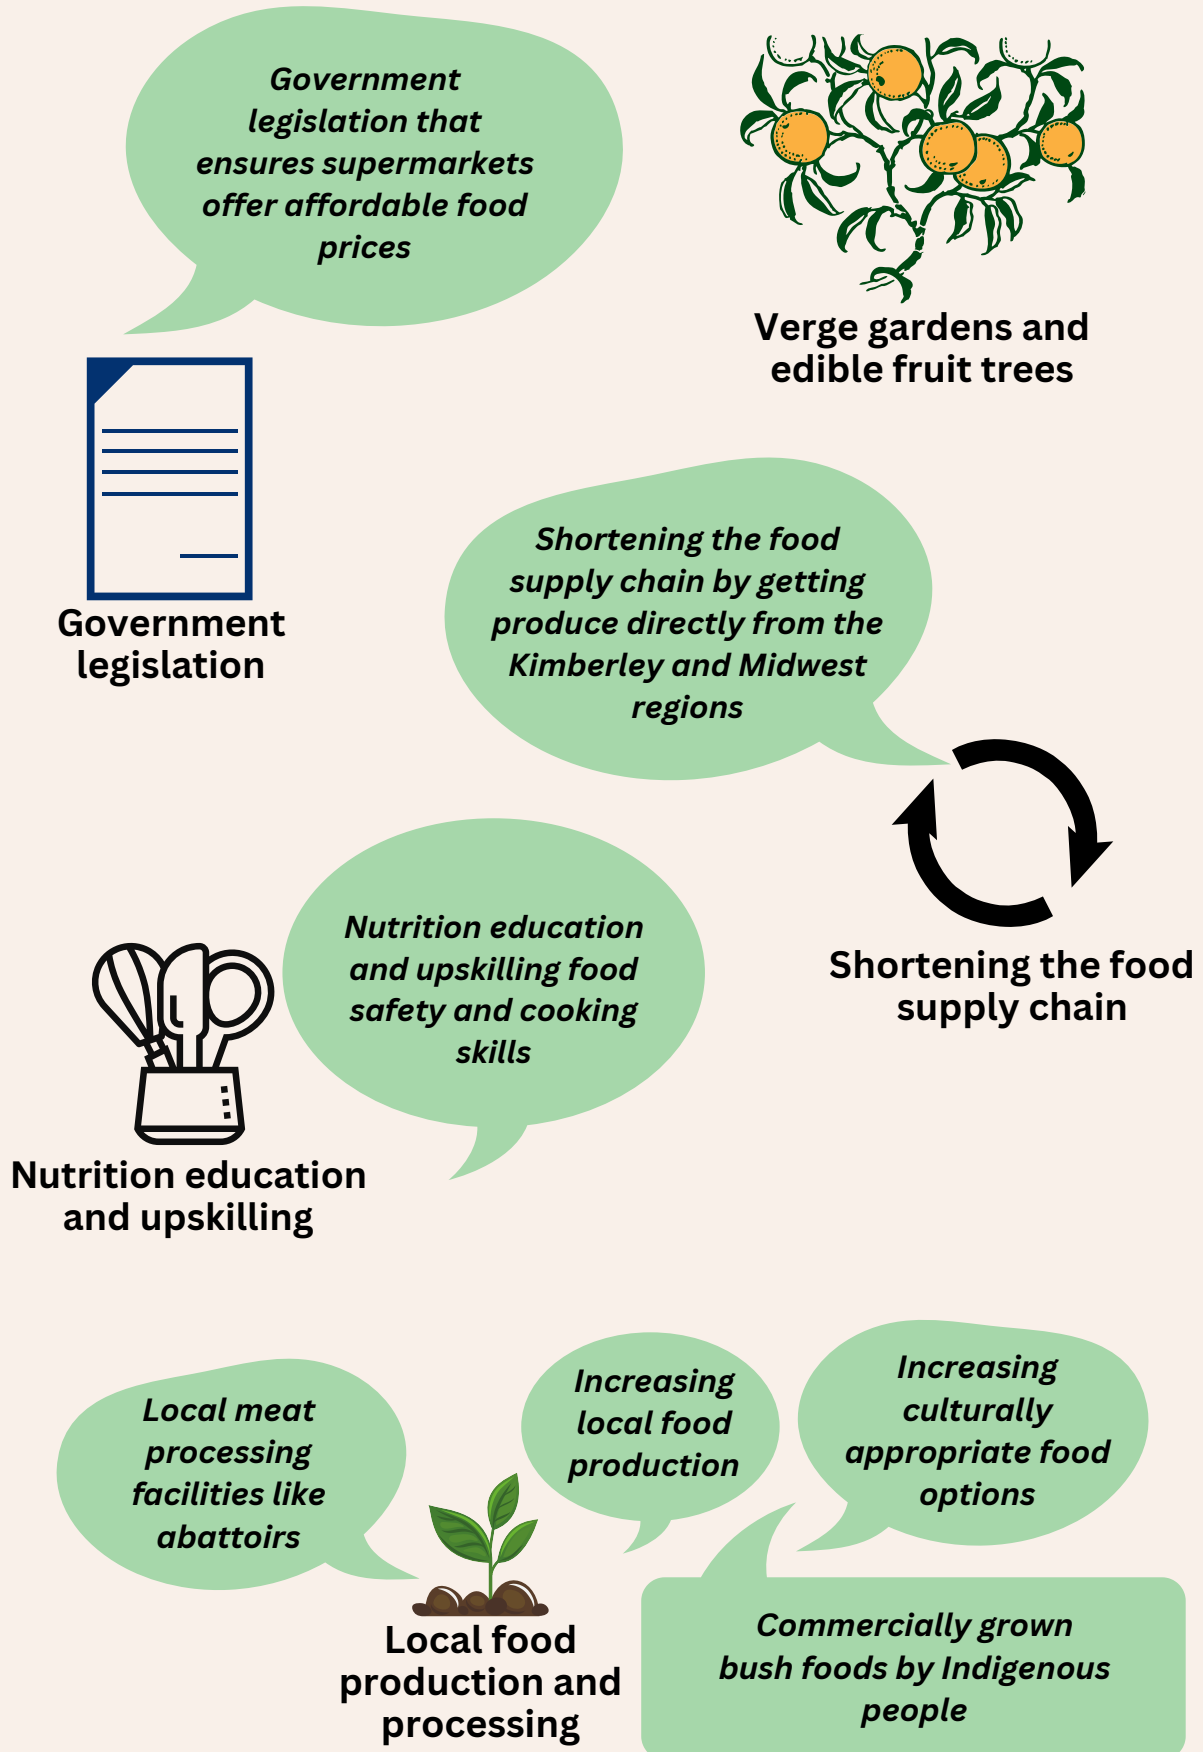 Government
legislation that
ensures supermarkets
offer affordable food
prices
Verge gardens and
edible fruit trees
Government
legislation
Shortening the food
supply chain by getting
produce directly from the
Kimberley and Midwest
regions
Shortening the food
supply chain
Nutrition education
and upskilling food
safety and cooking
skills
Nutrition education
and upskilling
Local meat
processing
facilities like
abattoirs
Increasing
local food
production
Increasing
culturally
appropriate food
options
Local food
production and
processing
Commercially grown
bush foods by Indigenous
people